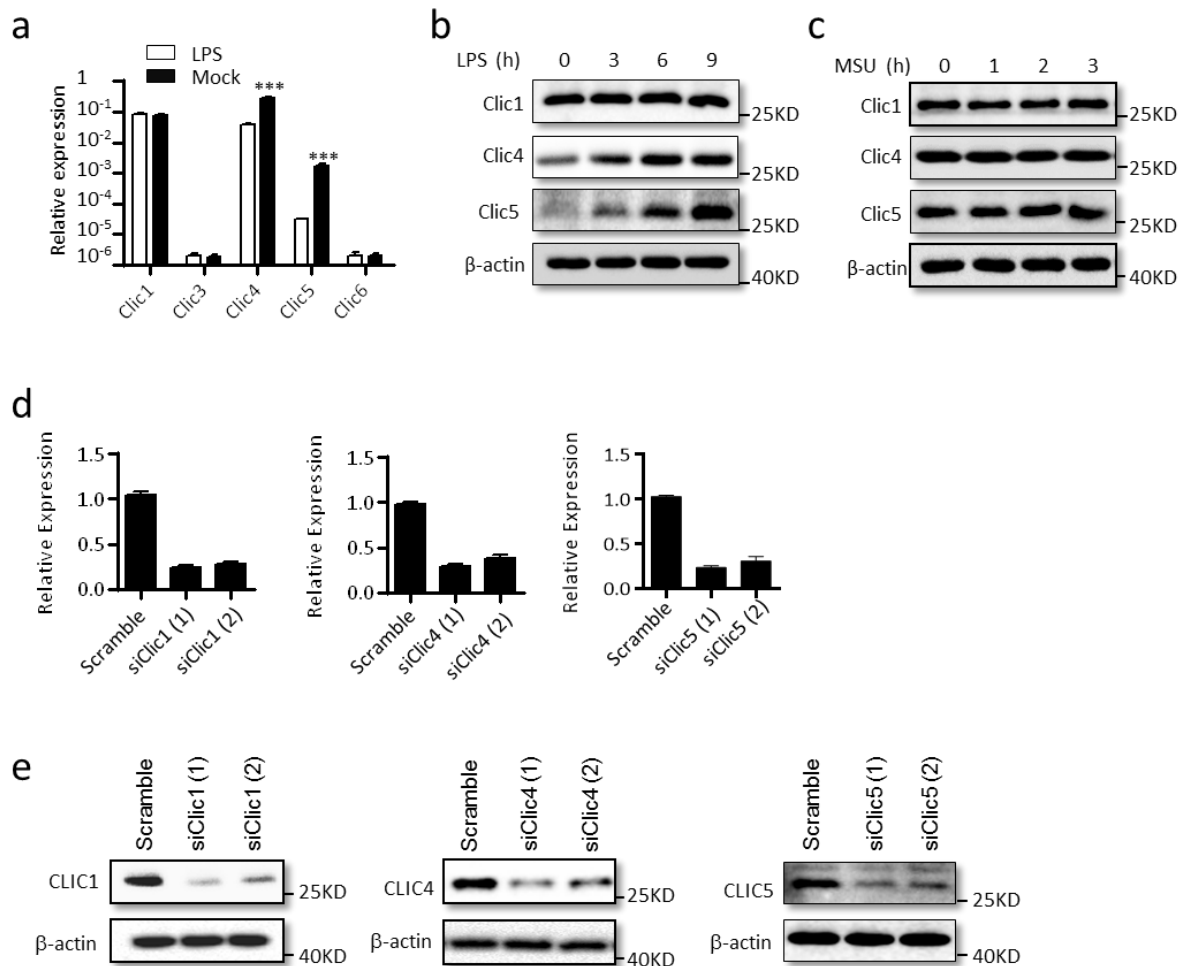 a
LPS
Mock
Relative expression
1
10-1
10-2
10-3
10-4
10-5
10-6
***
***
Clic1
Clic3
Clic4
Clic5
Clic6
b
LPS (h) 0 3 6 9
Clic1
25KD
Clic4
25KD
Clic5
25KD
β-actin
40KD
c
MSU (h) 0 1 2 3
Clic1
25KD
Clic4
25KD
Clic5
25KD
β-actin
40KD
d
Relative Expression
1.5
1.0
0.5
0.0
Scramble
siClic1 (1)
siClic1 (2)
Relative Expression
1.5
1.0
0.5
0.0
Scramble
siClic4 (1)
siClic4 (2)
Relative Expression
1.5
1.0
0.5
0.0
Scramble
siClic5 (1)
siClic5 (2)
e
Scramble
siClic1 (1)
siClic1 (2)
CLIC1
25KD
β-actin
40KD
Scramble
siClic4 (1)
siClic4 (2)
CLIC4
25KD
β-actin
40KD
Scramble
siClic5 (1)
siClic5 (2)
CLIC5
25KD
β-actin
40KD